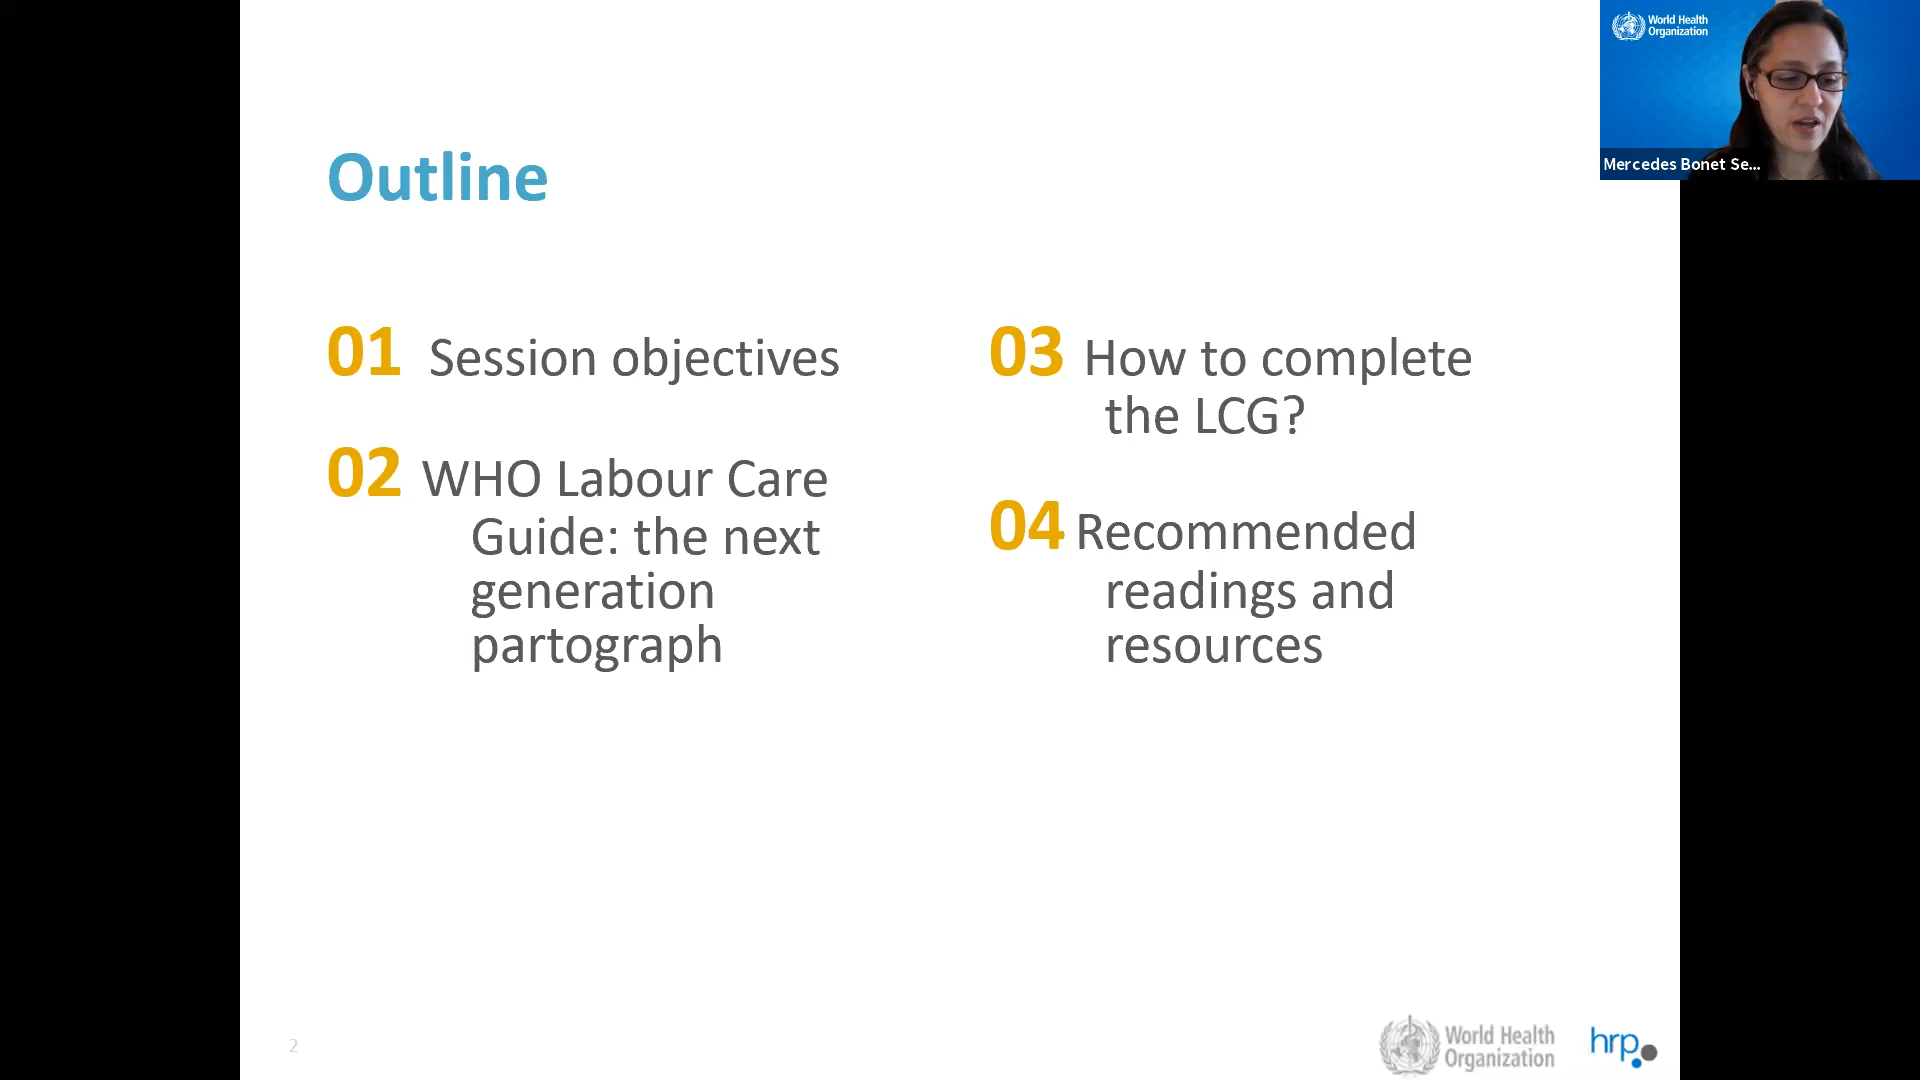 World Health
Organization
Mercedes Bonet Se...
Outline
01 Session objectives
02 WHO Labour Care
Guide: the next
generation
partograph
03 How to complete
the LCG?
04 Recommended
readings and
resources
2
World Health
Organization
hrp